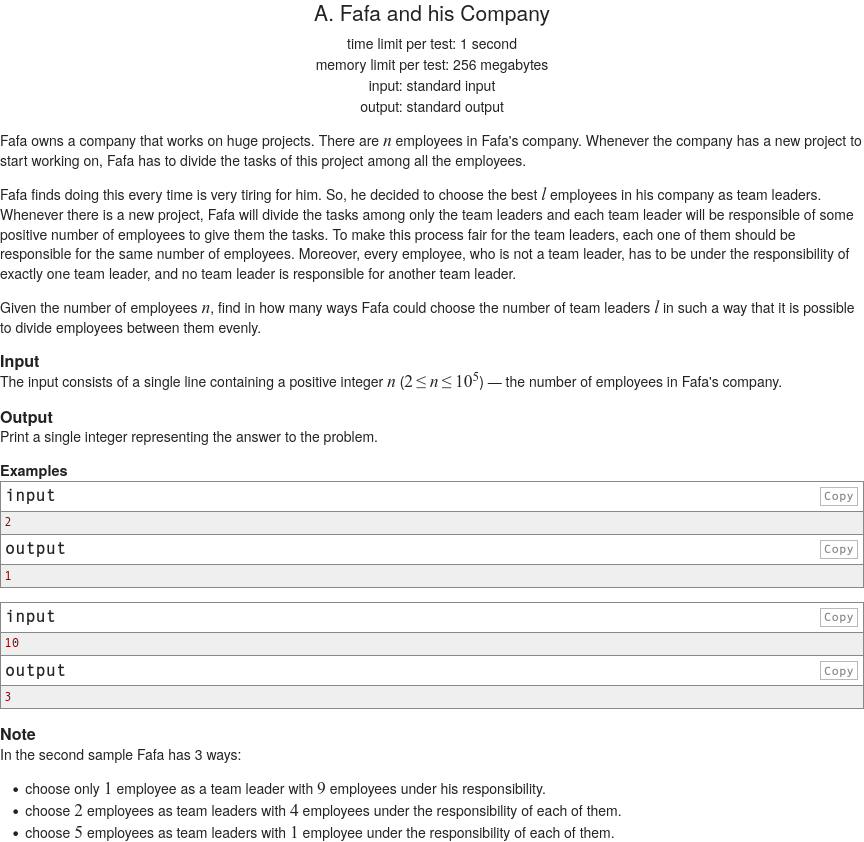 A. Fafa and his Company
time limit per test: 1 second
memory limit per test: 256 megabytes
input: standard input
output: standard output
Fafa owns a company that works on huge projects. There are n employees in Fafa's company. Whenever the company has a new project to
start working on, Fafa has to divide the tasks of this project among all the employees.
Fafa finds doing this every time is very tiring for him. So, he decided to choose the best l employees in his company as team leaders.
Whenever there is a new project, Fafa will divide the tasks among only the team leaders and each team leader will be responsible of some
positive number of employees to give them the tasks. To make this process fair for the team leaders, each one of them should be
responsible for the same number of employees. Moreover, every employee, who is not a team leader, has to be under the responsibility of
exactly one team leader, and no team leader is responsible for another team leader.
Given the number of employees n, find in how many ways Fafa could choose the number of team leaders l in such a way that it is possible
to divide employees between them evenly.
Input
The input consists of a single line containing a positive integer n (2 ≤ n ≤ 10⁵) — the number of employees in Fafa's company.
Output
Print a single integer representing the answer to the problem.
Examples
input Copy
2
output Copy
1
input Copy
10
output Copy
3
Note
In the second sample Fafa has 3 ways:
• choose only 1 employee as a team leader with 9 employees under his responsibility.
• choose 2 employees as team leaders with 4 employees under the responsibility of each of them.
• choose 5 employees as team leaders with 1 employee under the responsibility of each of them.